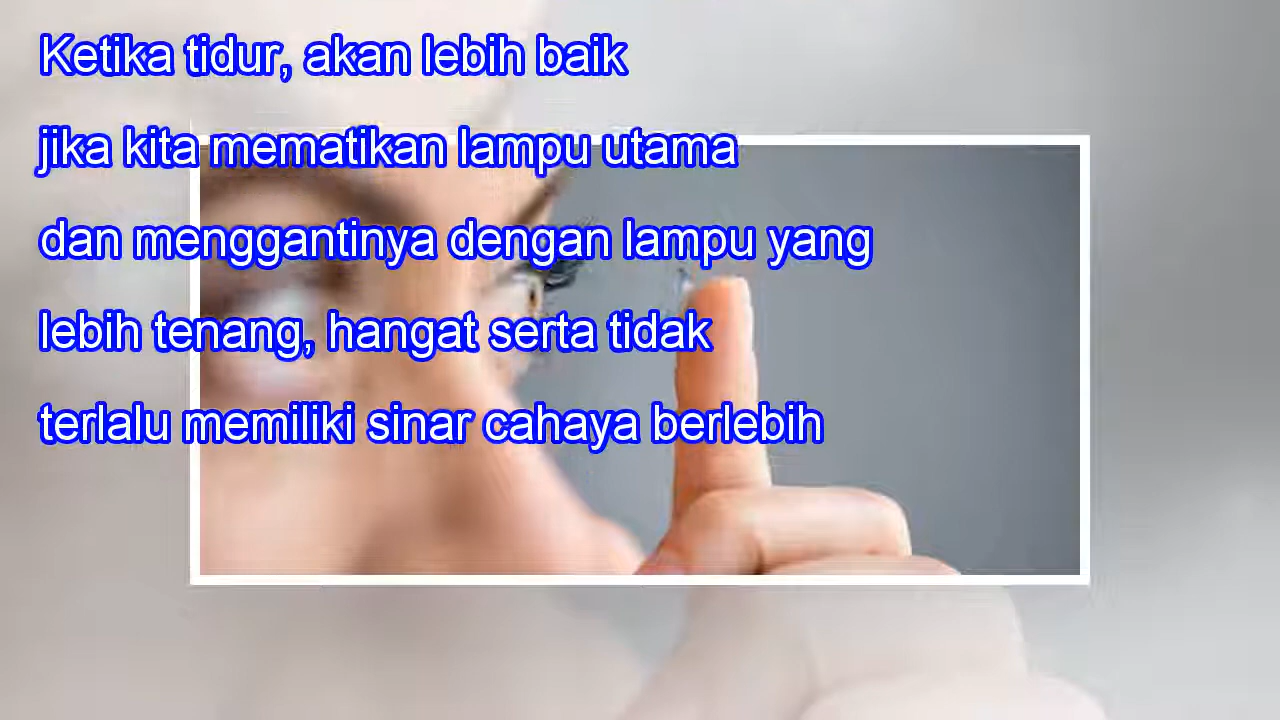 Ketika tidur, akan lebih baik
jika kita mematikan lampu utama
dan menggantinya dengan lampu yang
lebih tenang, hangat serta tidak
terlalu memiliki sinar cahaya berlebih